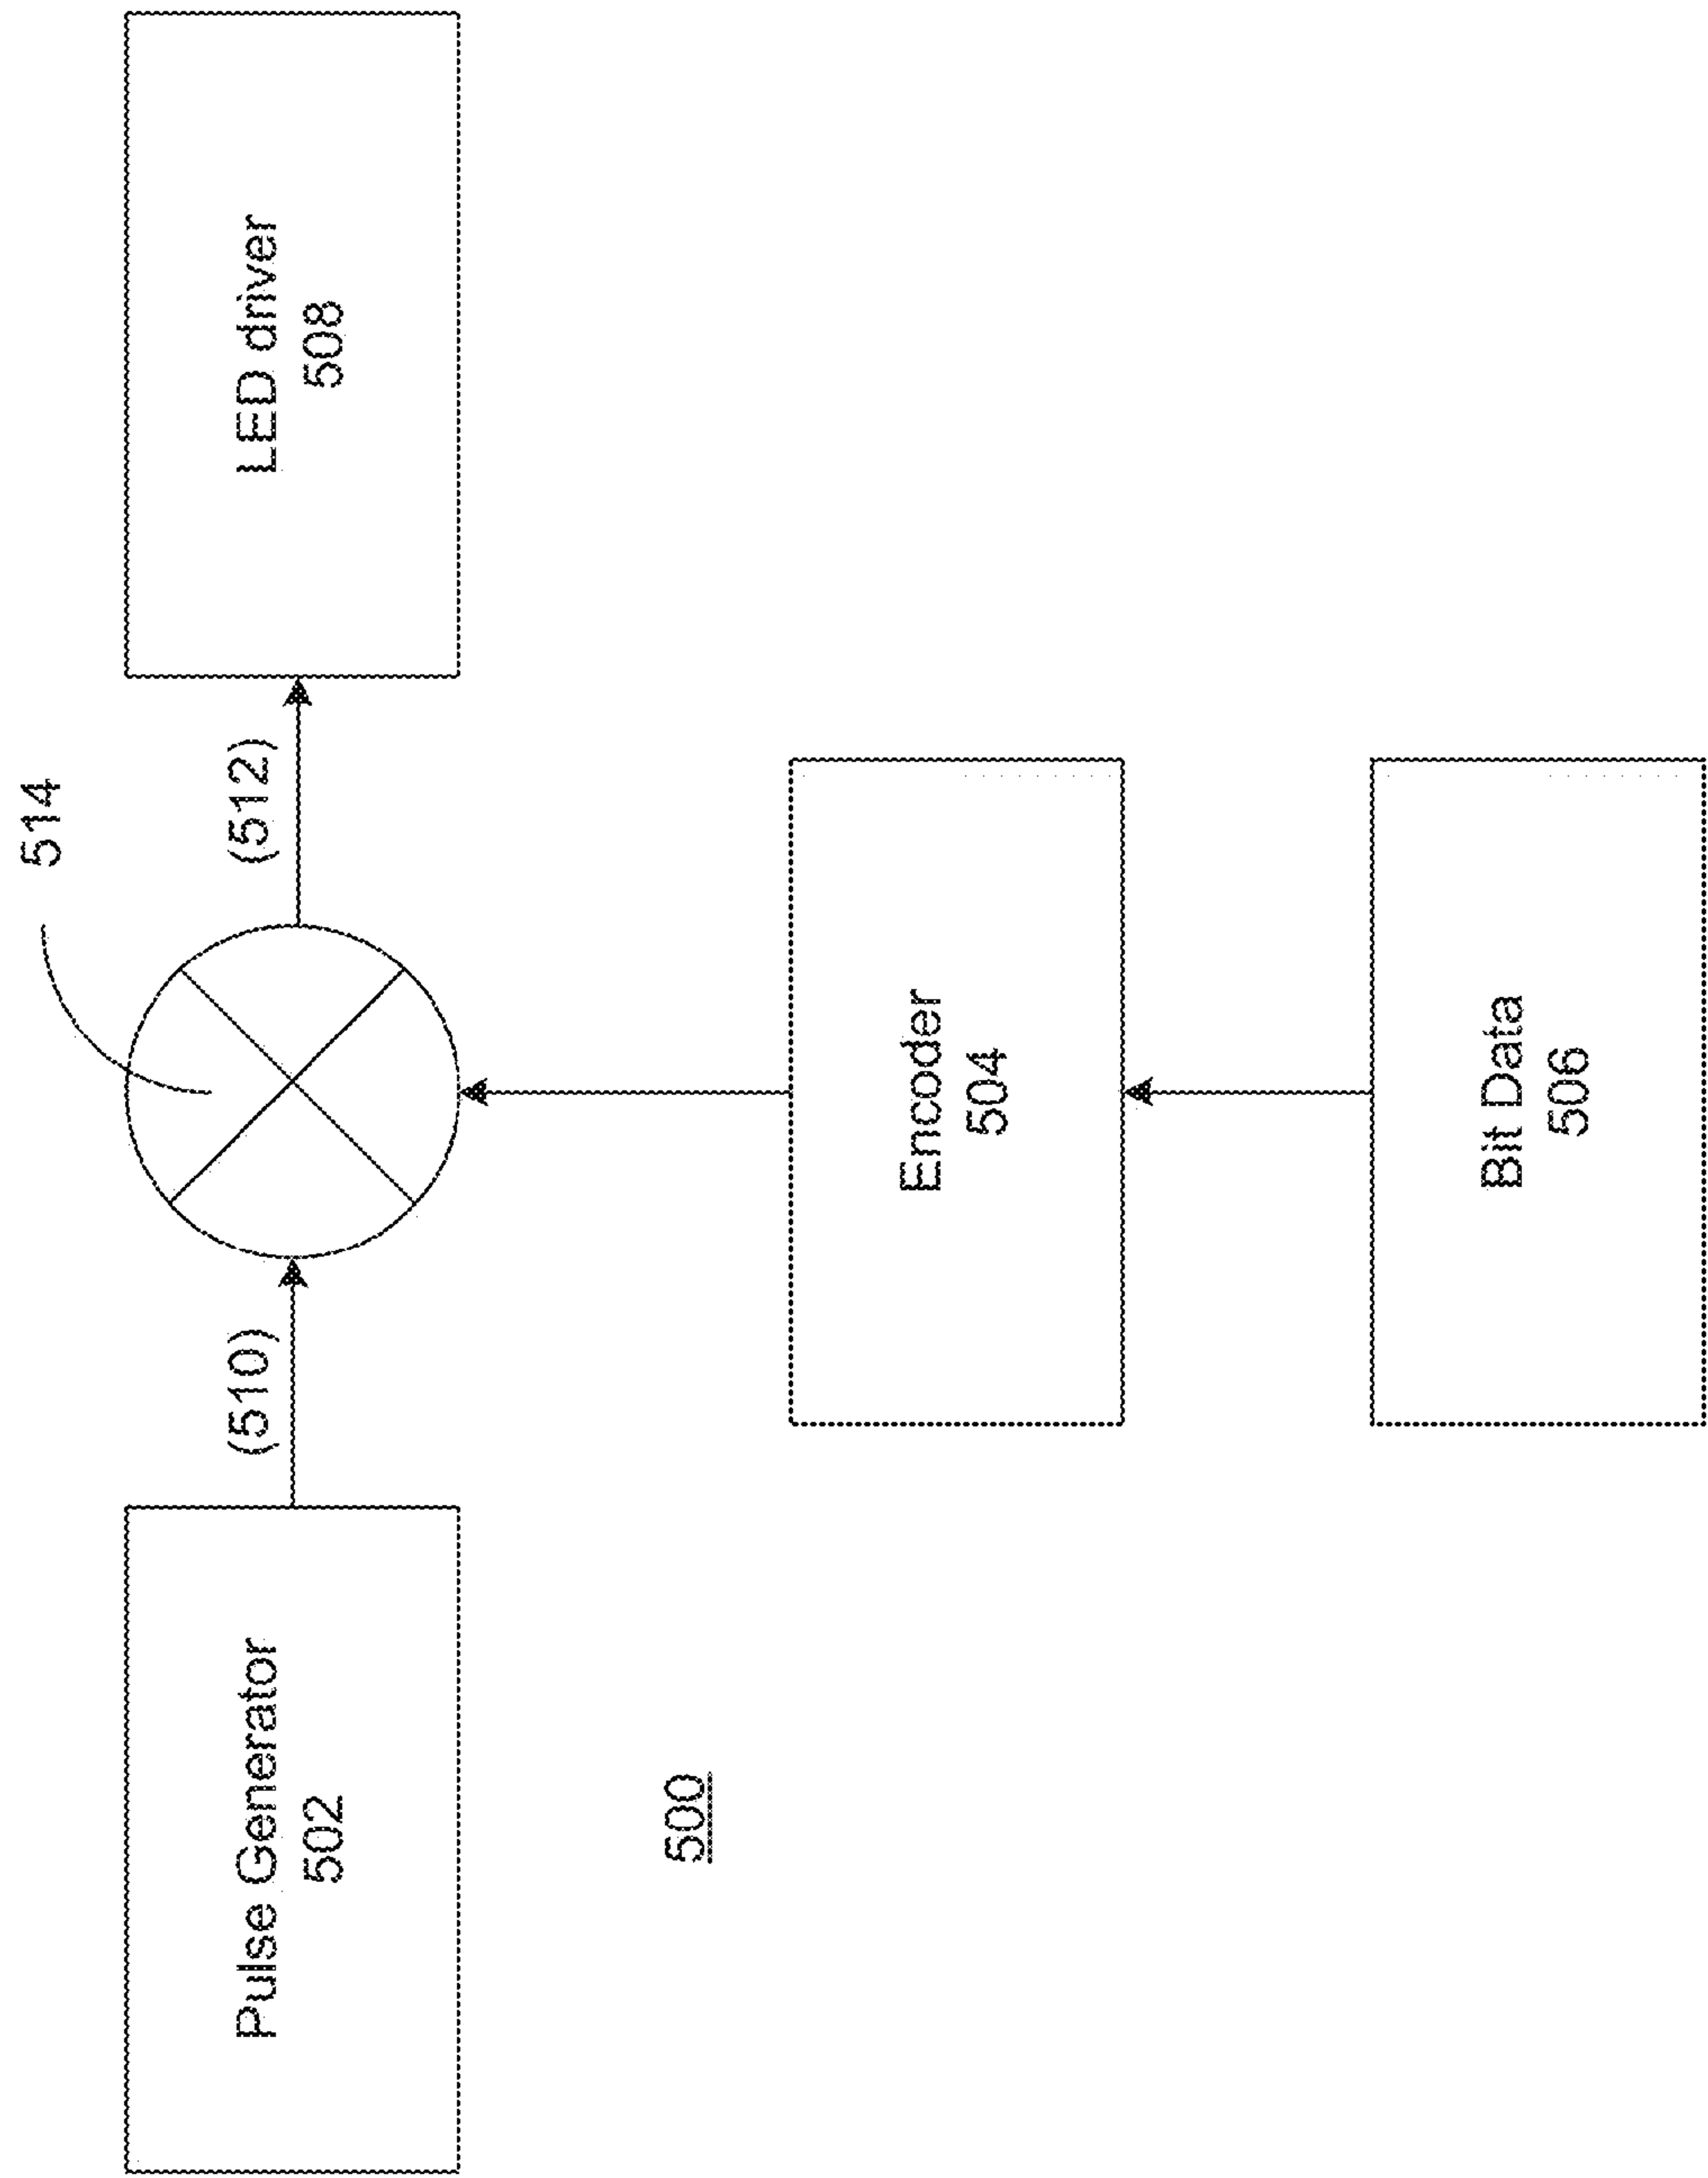 514
(510)
(512)
Pulse Generator
502
LED driver
508
500
Encoder
504
Bit Data
506